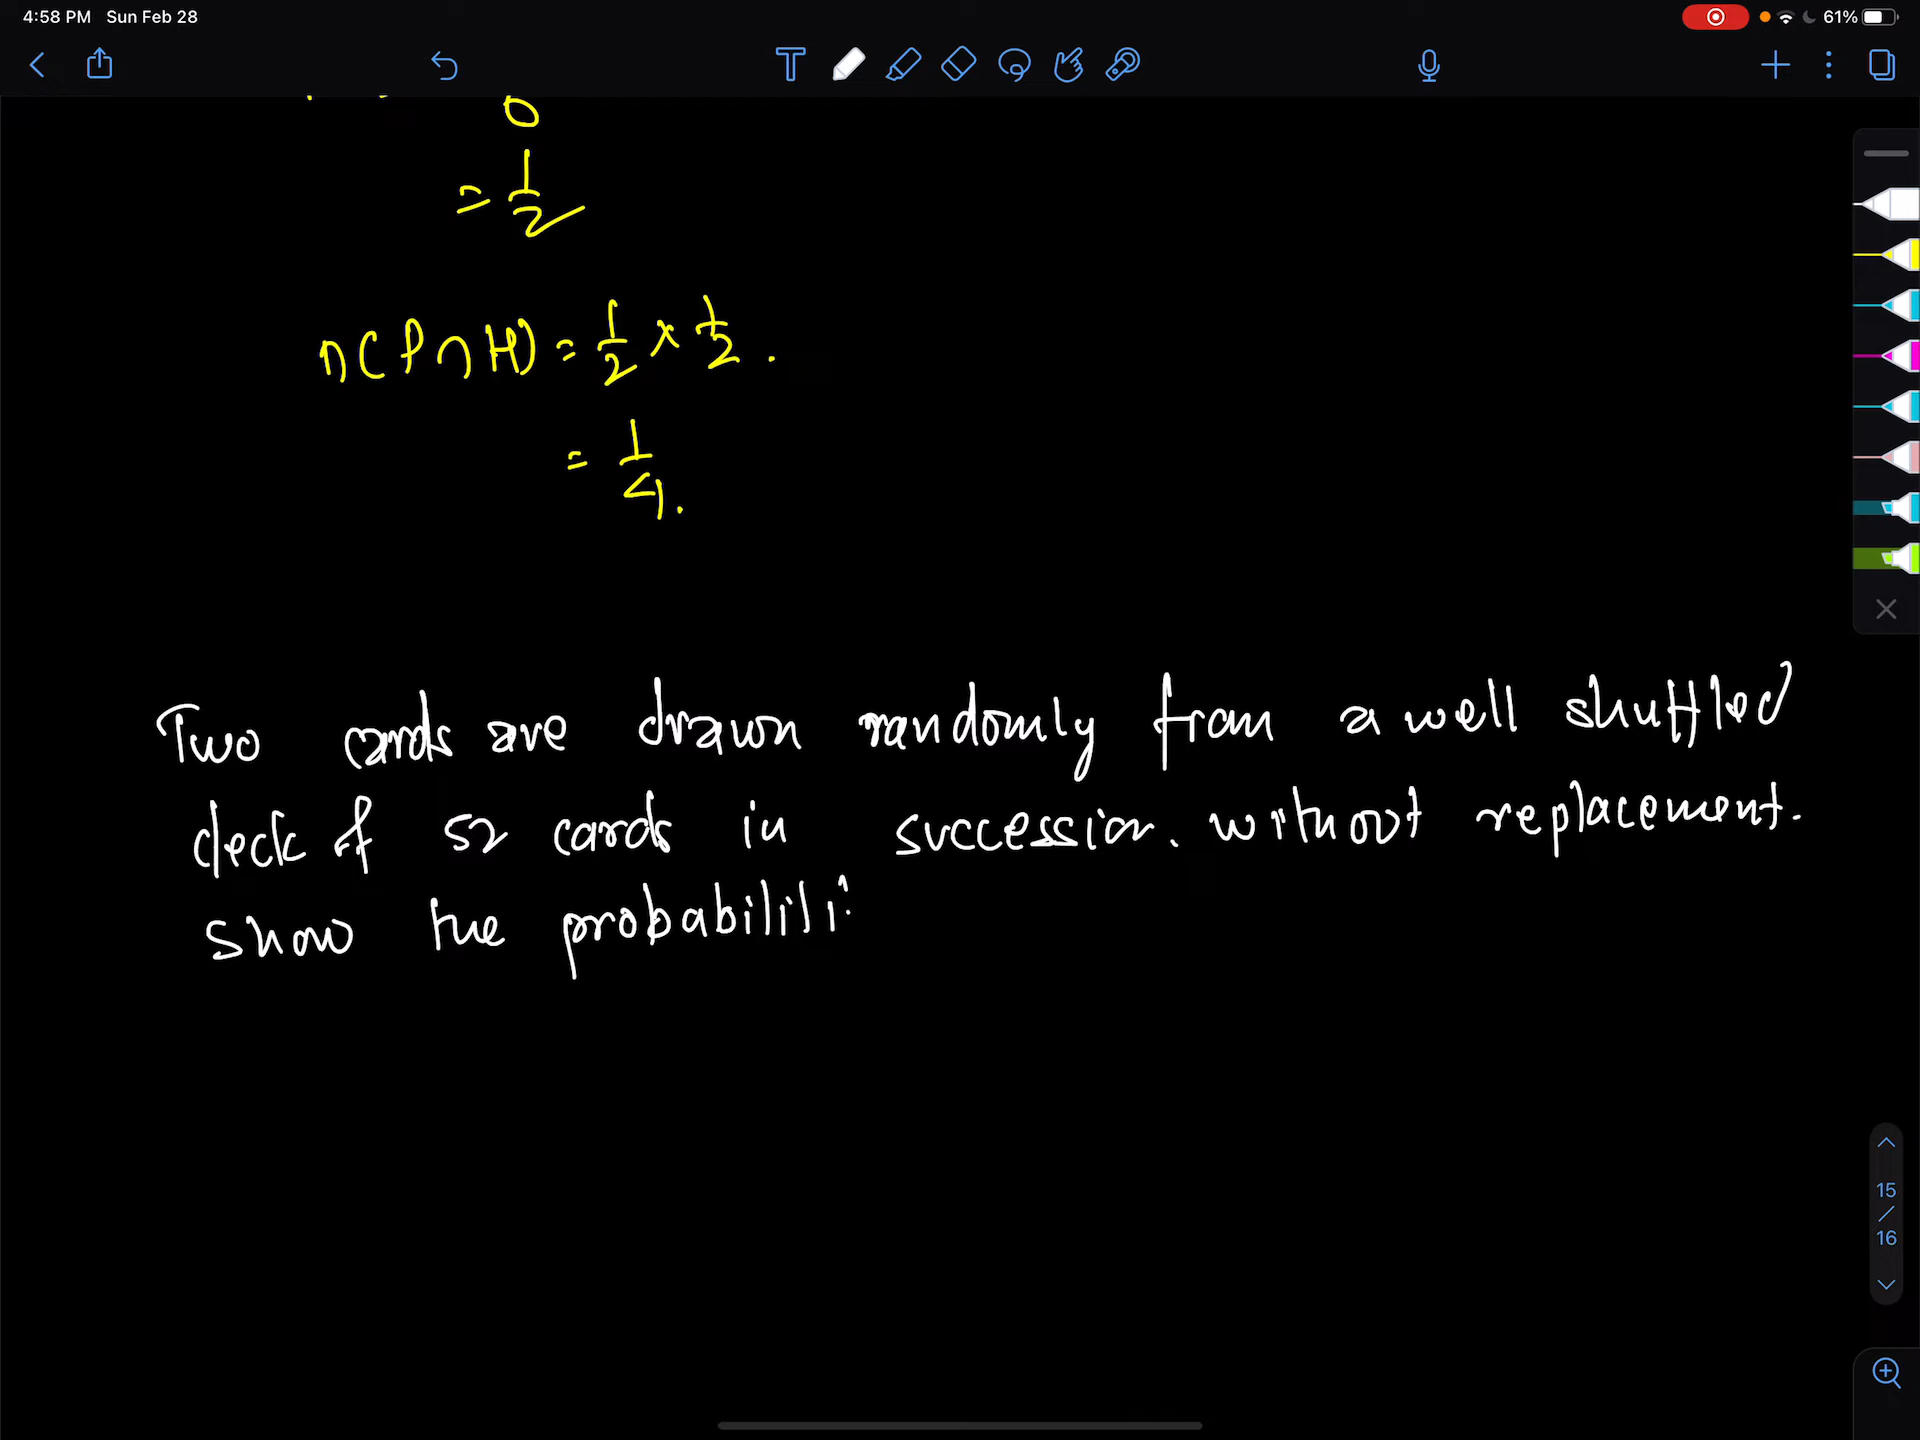 4:58 PM Sun Feb 28
61%
= 1/2
n(P∩H) = 1/2 × 1/2.
= 1/4.
Two cards are drawn randomly from a well shuffled
deck of 52 cards in succession. without replacement.
show the probabilili
15
/
16